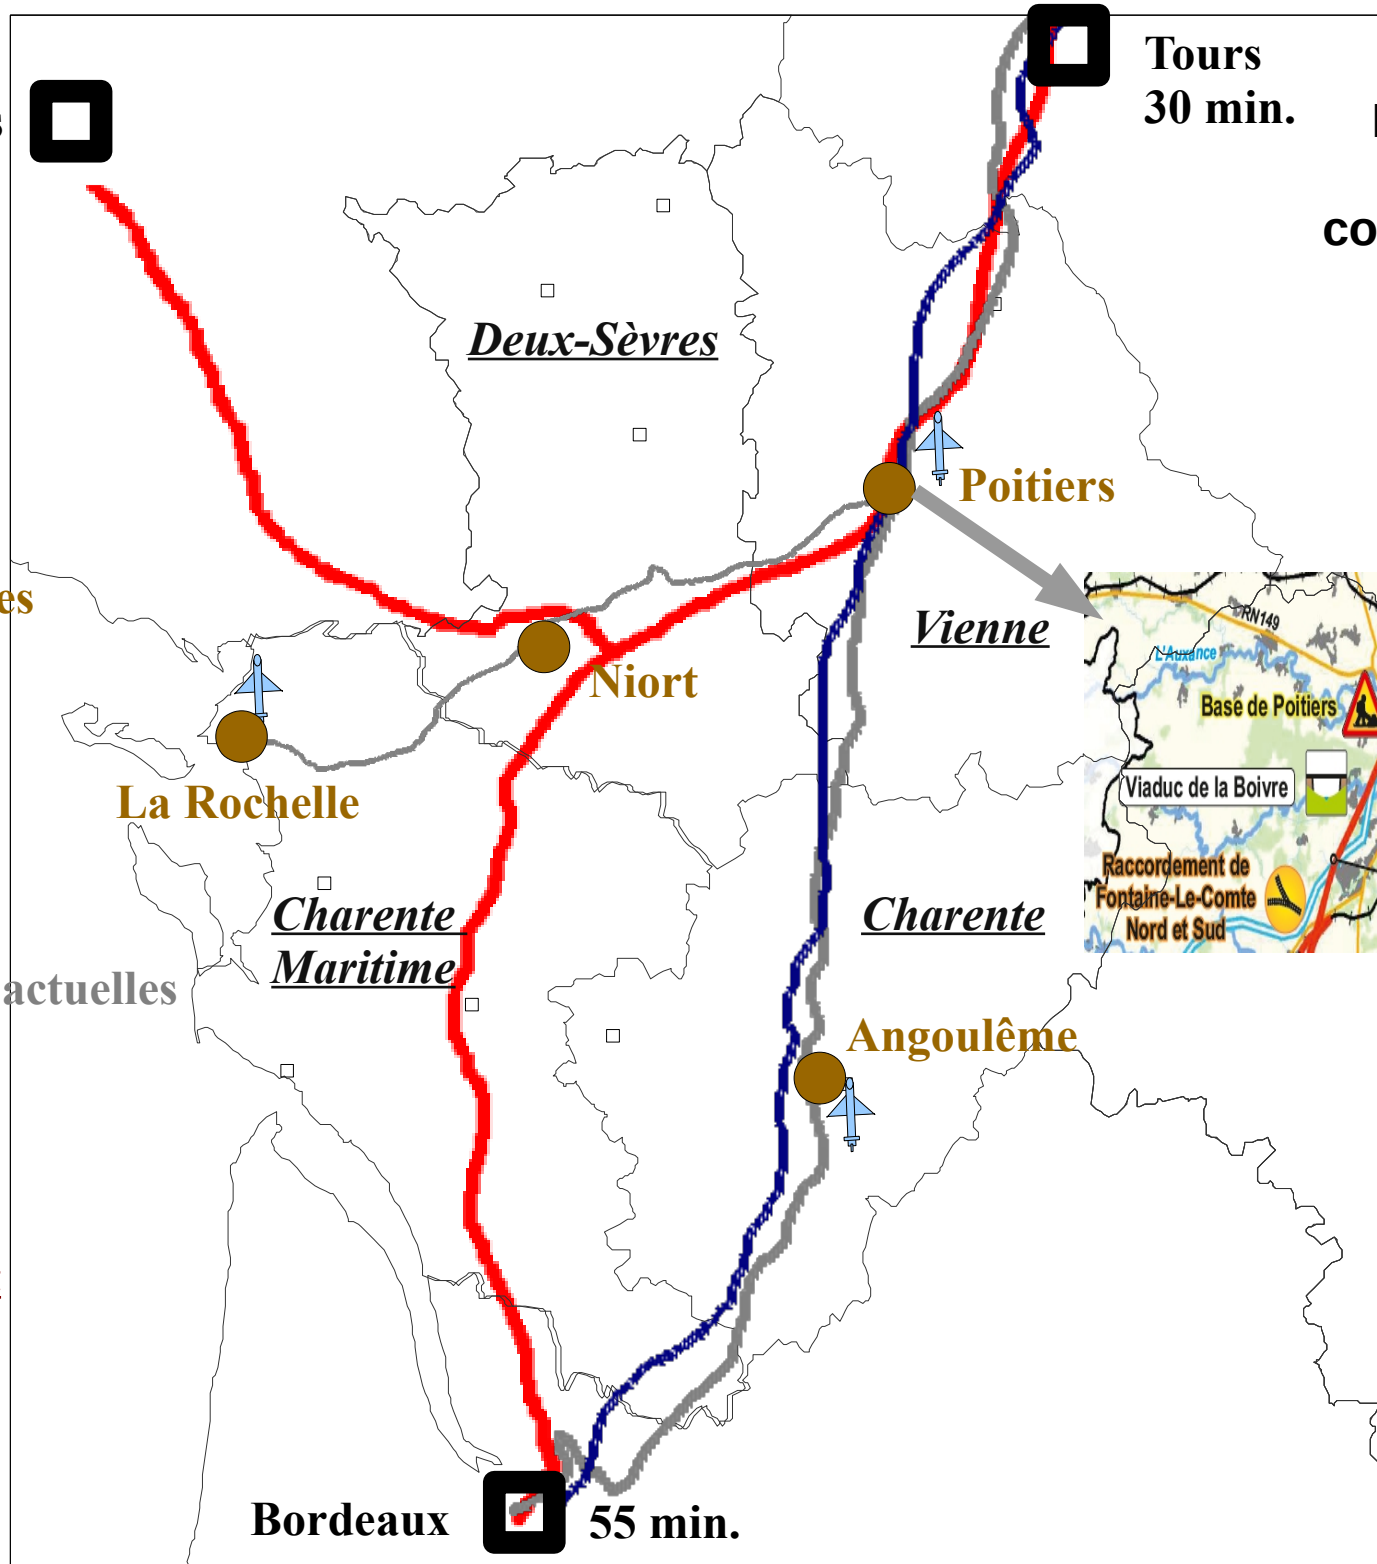 Tours
30 min.
co
Deux-Sèvres
Poitiers
es
Vienne
RN149
L'Auxance
Niort
Base de Poitiers
La Rochelle
Viaduc de la Boivre
Raccordement de
Fontaine-Le-Comte
Nord et Sud
Charente
Maritime
Charente
actuelles
Angoulême
Bordeaux
55 min.